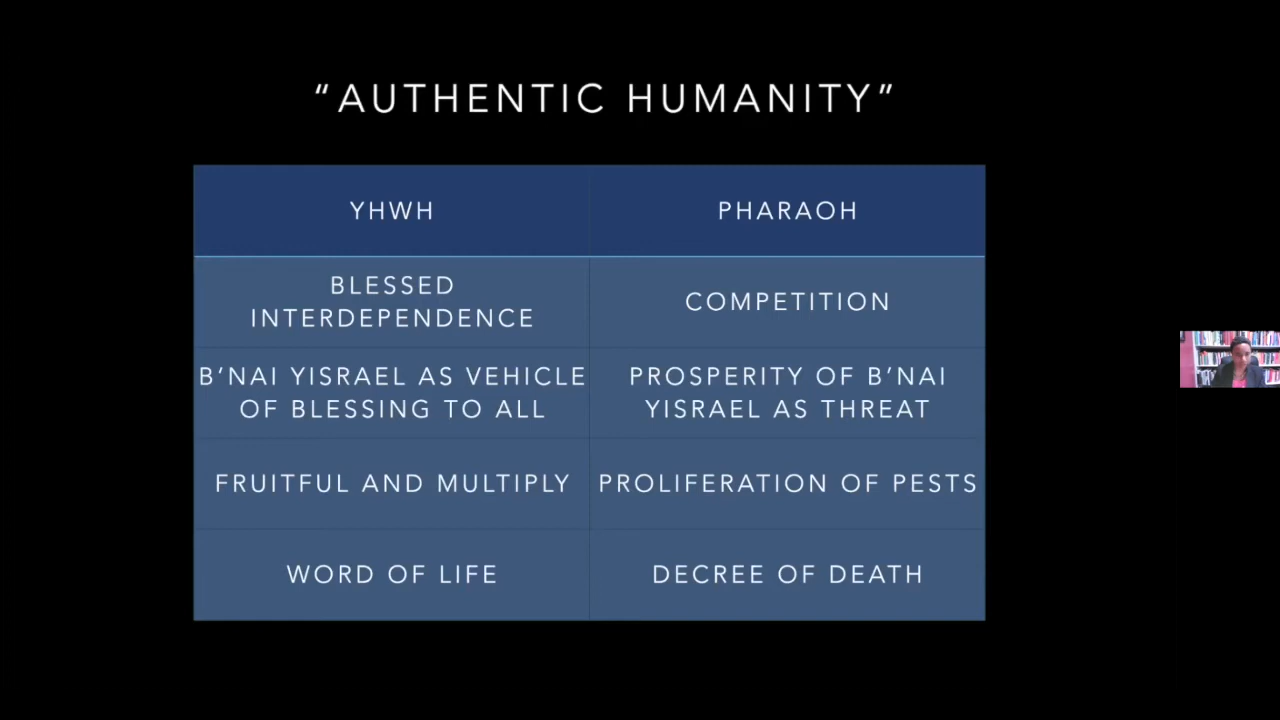 “AUTHENTIC HUMANITY”
YHWH
PHARAOH
BLESSED
INTERDEPENDENCE
COMPETITION
B’NAI YISRAEL AS VEHICLE
OF BLESSING TO ALL
PROSPERITY OF B’NAI
YISRAEL AS THREAT
FRUITFUL AND MULTIPLY
PROLIFERATION OF PESTS
WORD OF LIFE
DECREE OF DEATH